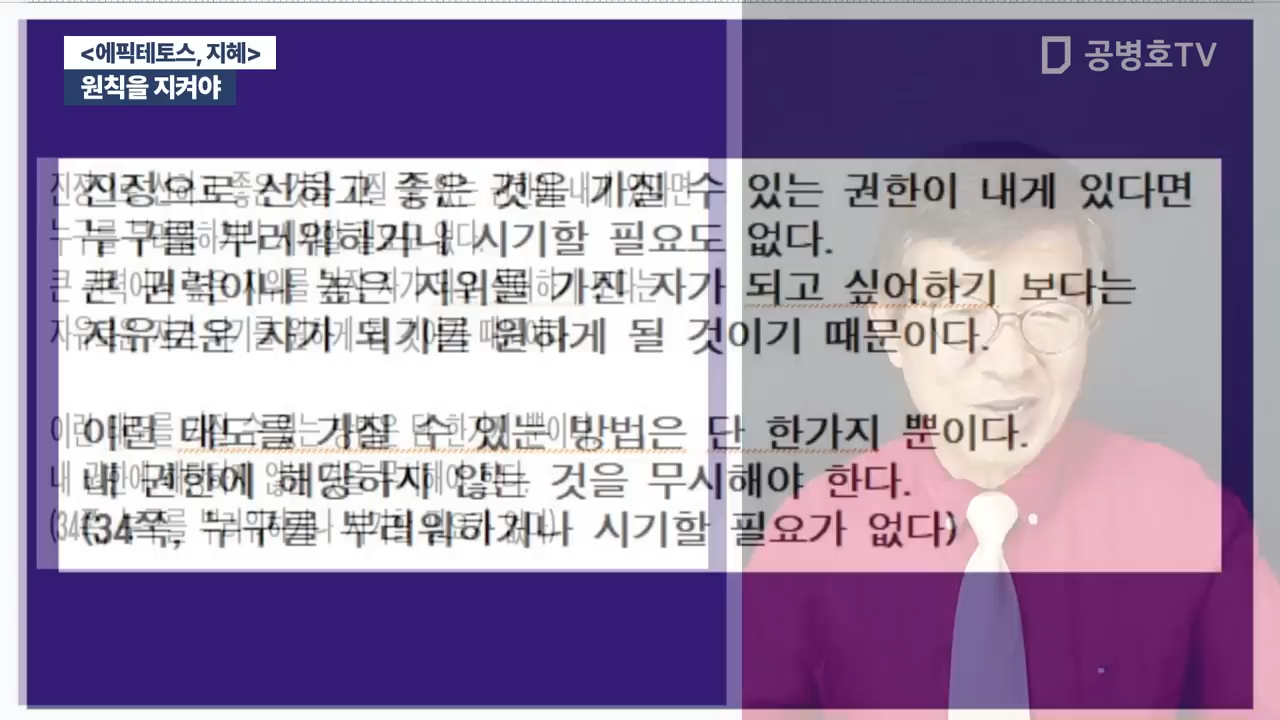 <에픽테토스, 지혜>
원칙을 지켜야
공병호TV
진정으로 선하고 좋은 것을 가질 수 있는 권한이 내게 있다면
누구를 부러워하거나 시기할 필요도 없다.
큰 권력이나 높은 지위를 가진 자가 되고 싶어하기 보다는
자유로운 자가 되기를 원하게 될 것이기 때문이다.
이런 태도를 가질 수 있는 방법은 단 한가지 뿐이다.
내 권한에 해당하지 않는 것을 무시해야 한다.
(34쪽, 누구를 부러워하거나 시기할 필요가 없다)